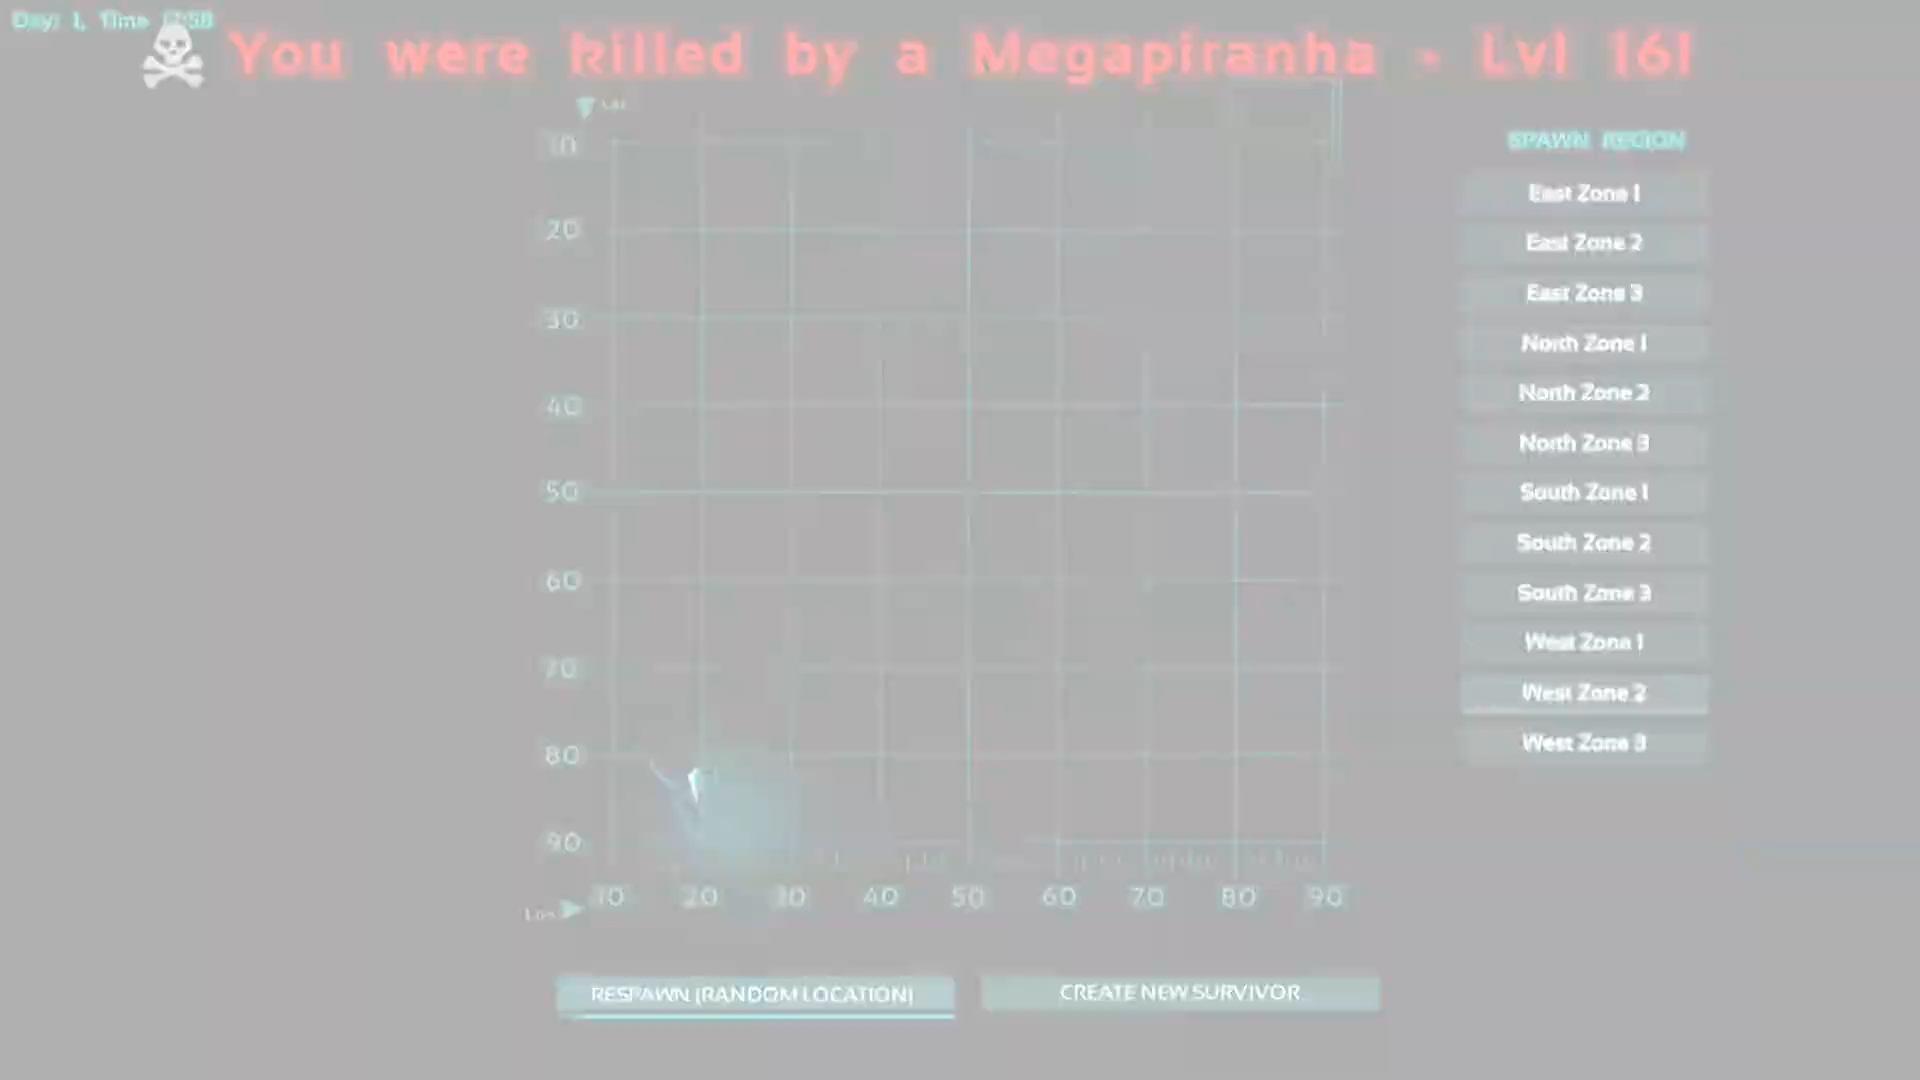 Day: 1, Time
You were killed by a Megapiranha - Lvl 161
Lat
SPAWN REGION
10
20
30
40
50
60
70
80
90
East Zone 1
East Zone 2
East Zone 3
North Zone 1
North Zone 2
North Zone 3
South Zone 1
South Zone 2
South Zone 3
West Zone 1
West Zone 2
West Zone 3
Lon 10 20 30 40 50 60 70 80 90
RESPAWN (RANDOM LOCATION)
CREATE NEW SURVIVOR